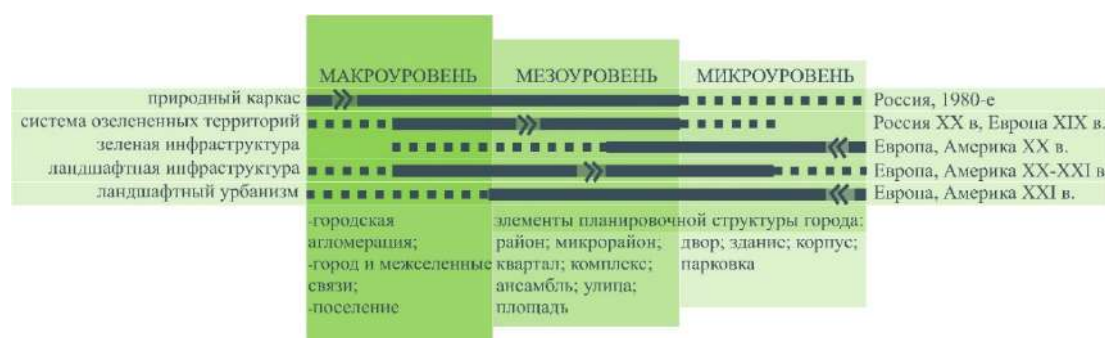 МАКРОУРОВЕНЬ МЕЗОУРОВЕНЬ МИКРОУРОВЕНЬ
природный каркас Россия, 1980-е
система озелененных территорий Россия XX в, Европа XIX в.
зеленая инфраструктура Европа, Америка XX в.
ландшафтная инфраструктура Европа, Америка XX-XXI в
ландшафтный урбанизм Европа, Америка XXI в.
-городская
агломерация;
-город и межселенные
связи;
-поселение
элементы планировочной структуры города:
район; микрорайон;
квартал; комплекс;
ансамбль; улица;
площадь
двор; здание; корпус;
парковка